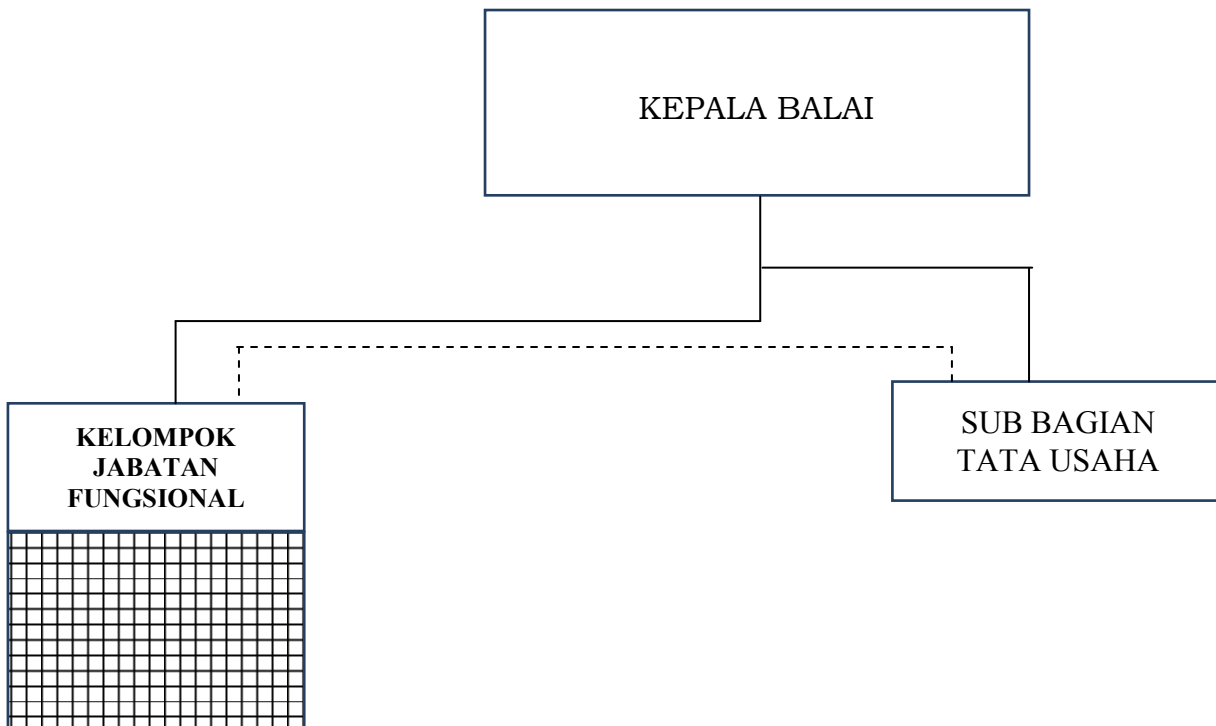 KEPALA BALAI
SUB BAGIAN
TATA USAHA
KELOMPOK
JABATAN
FUNGSIONAL